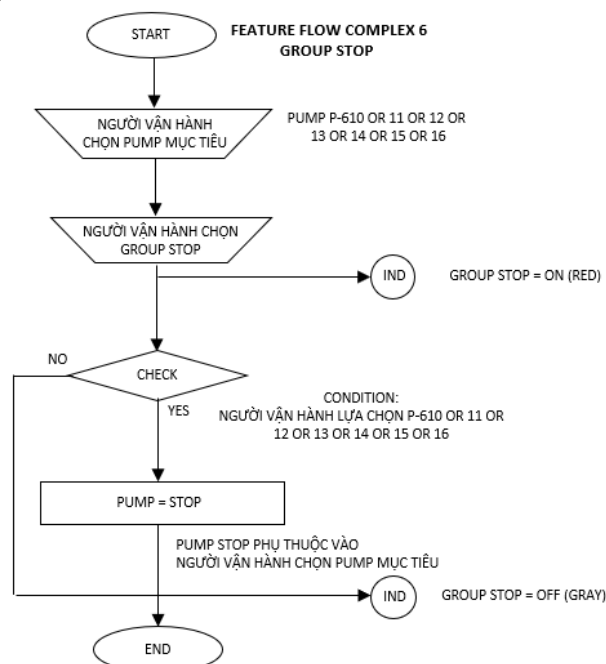 START
FEATURE FLOW COMPLEX 6
GROUP STOP
NGƯỜI VẬN HÀNH
CHỌN PUMP MỤC TIÊU
PUMP P-610 OR 11 OR 12 OR
13 OR 14 OR 15 OR 16
NGƯỜI VẬN HÀNH CHỌN
GROUP STOP
IND
GROUP STOP = ON (RED)
NO
CHECK
YES
CONDITION:
NGƯỜI VẬN HÀNH LỰA CHỌN P-610 OR 11 OR
12 OR 13 OR 14 OR 15 OR 16
PUMP = STOP
PUMP STOP PHỤ THUỘC VÀO
NGƯỜI VẬN HÀNH CHỌN PUMP MỤC TIÊU
IND
GROUP STOP = OFF (GRAY)
END